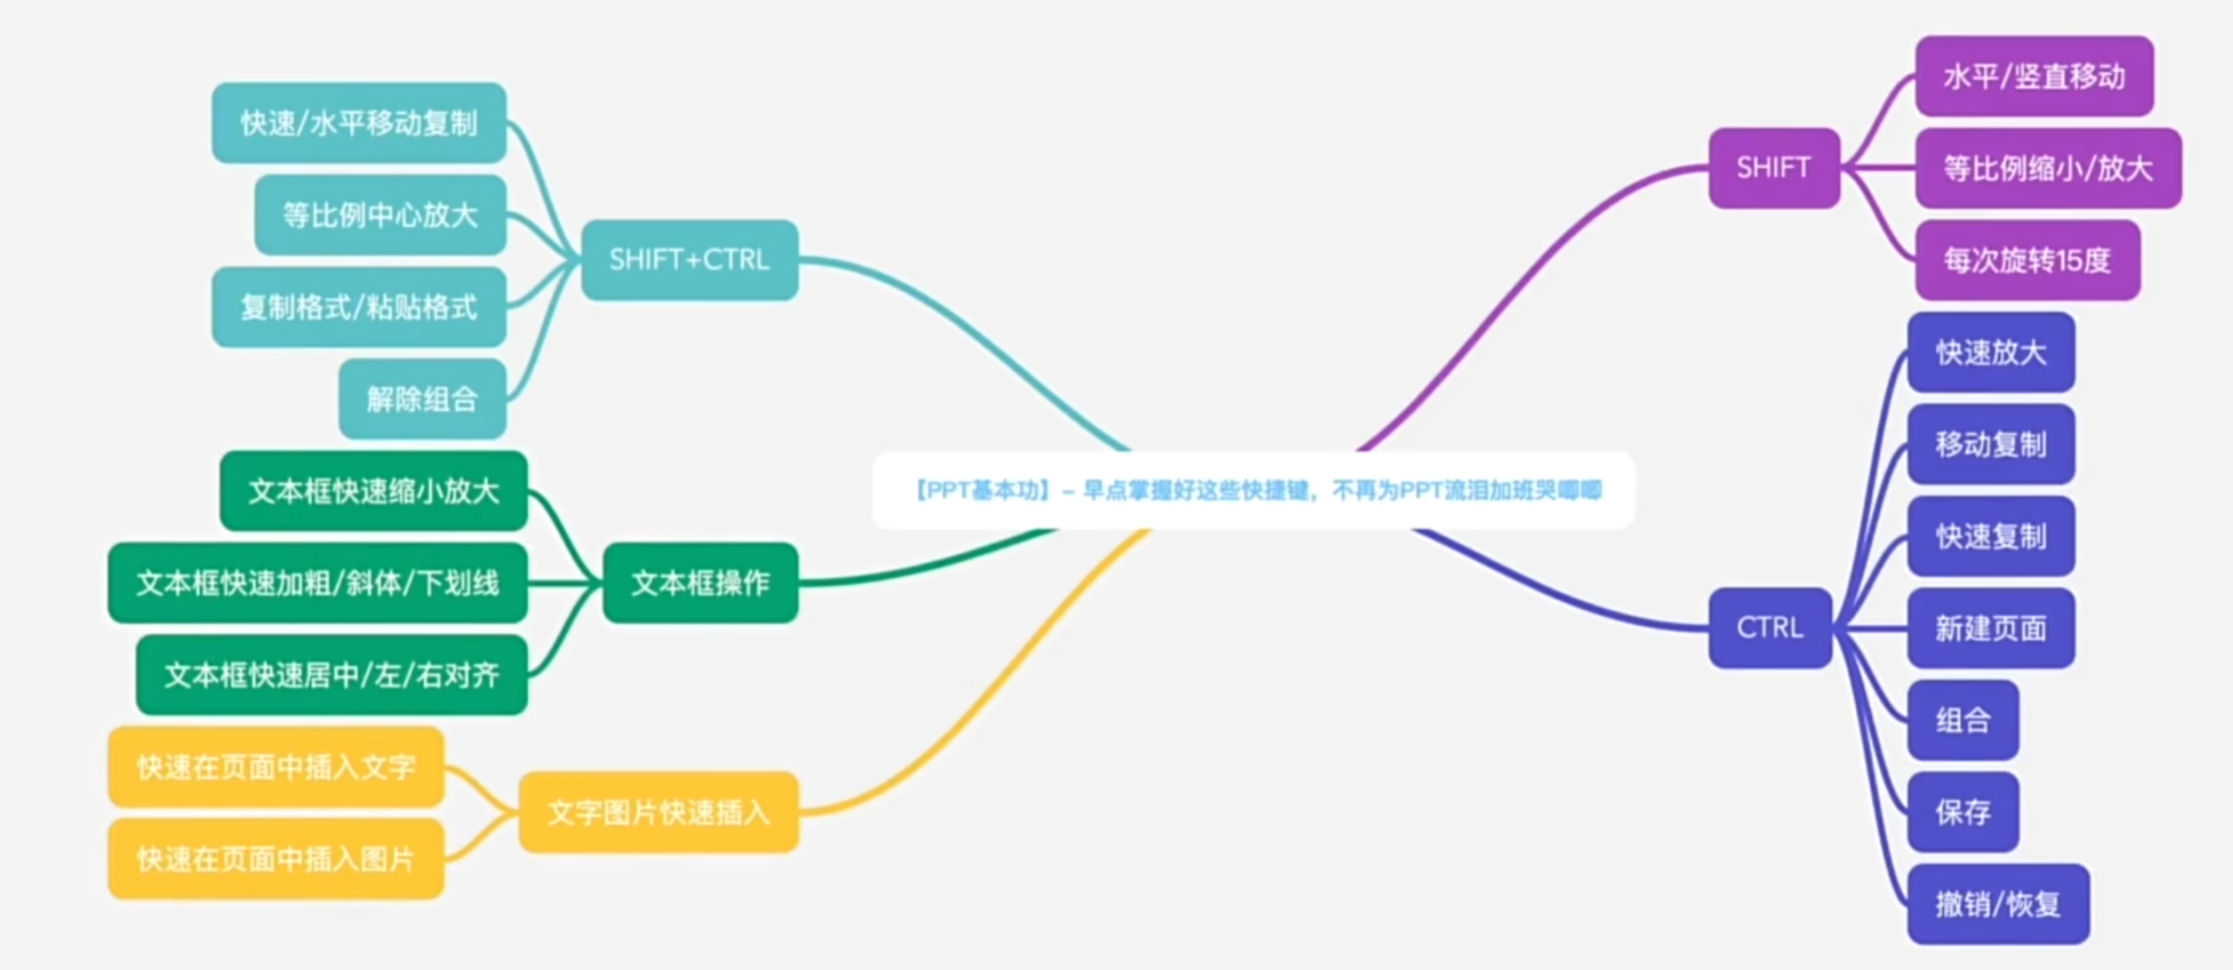 【PPT基本功】- 早点掌握好这些快捷键，不再为PPT流泪加班哭唧唧
SHIFT
水平/竖直移动
等比例缩小/放大
每次旋转15度
CTRL
快速放大
移动复制
快速复制
新建页面
组合
保存
撤销/恢复
SHIFT+CTRL
快速/水平移动复制
等比例中心放大
复制格式/粘贴格式
解除组合
文本框操作
文本框快速缩小放大
文本框快速加粗/斜体/下划线
文本框快速居中/左/右对齐
文字图片快速插入
快速在页面中插入文字
快速在页面中插入图片